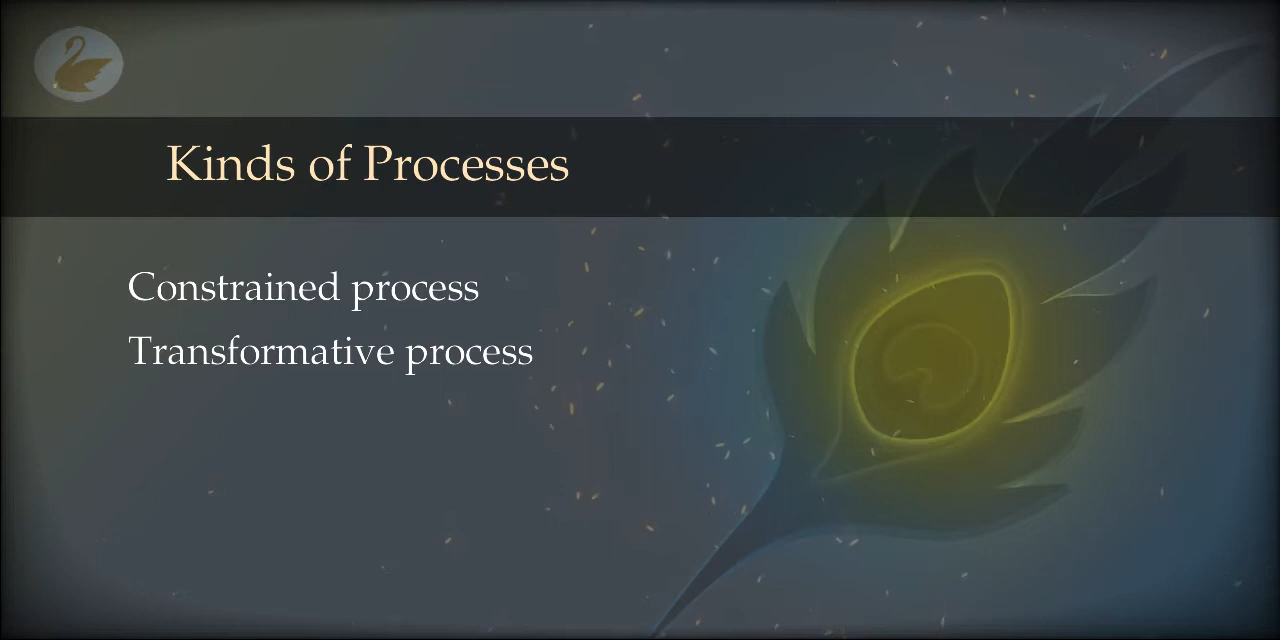 Kinds of Processes
Constrained process
Transformative process